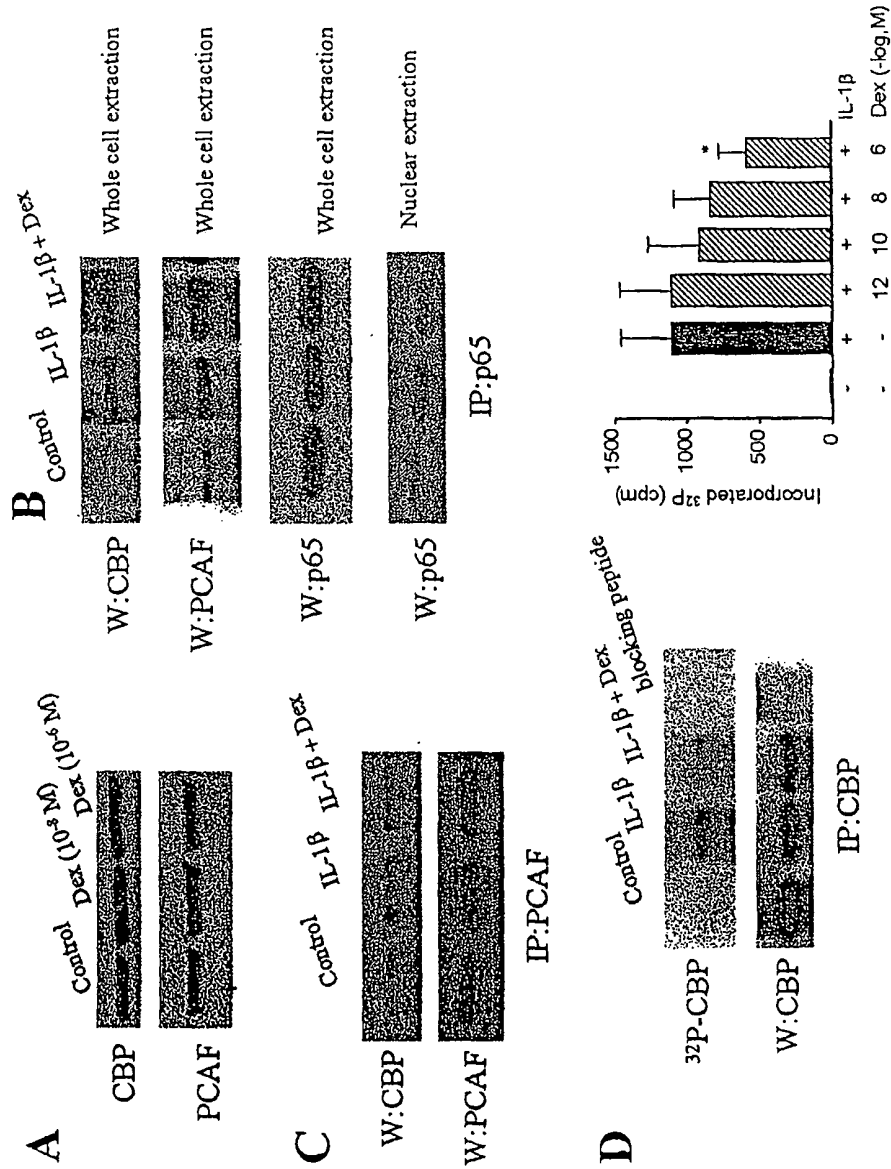 A
Control Dex (10⁻⁸ M) Dex (10⁻⁶ M)
CBP
PCAF
B
Control IL-1β IL-1β + Dex
W:CBP Whole cell extraction
W:PCAF Whole cell extraction
W:p65 Whole cell extraction
W:p65 Nuclear extraction
IP:p65
C
Control IL-1β IL-1β + Dex
W:CBP
W:PCAF
IP:PCAF
D
Control IL-1β IL-1β + Dex blocking peptide
³²P-CBP
W:CBP
IP:CBP
Incorporated ³²P (cpm)
1500
1000
500
0
*
- + + + + + IL-1β
- - 12 10 8 6 Dex (-log,M)